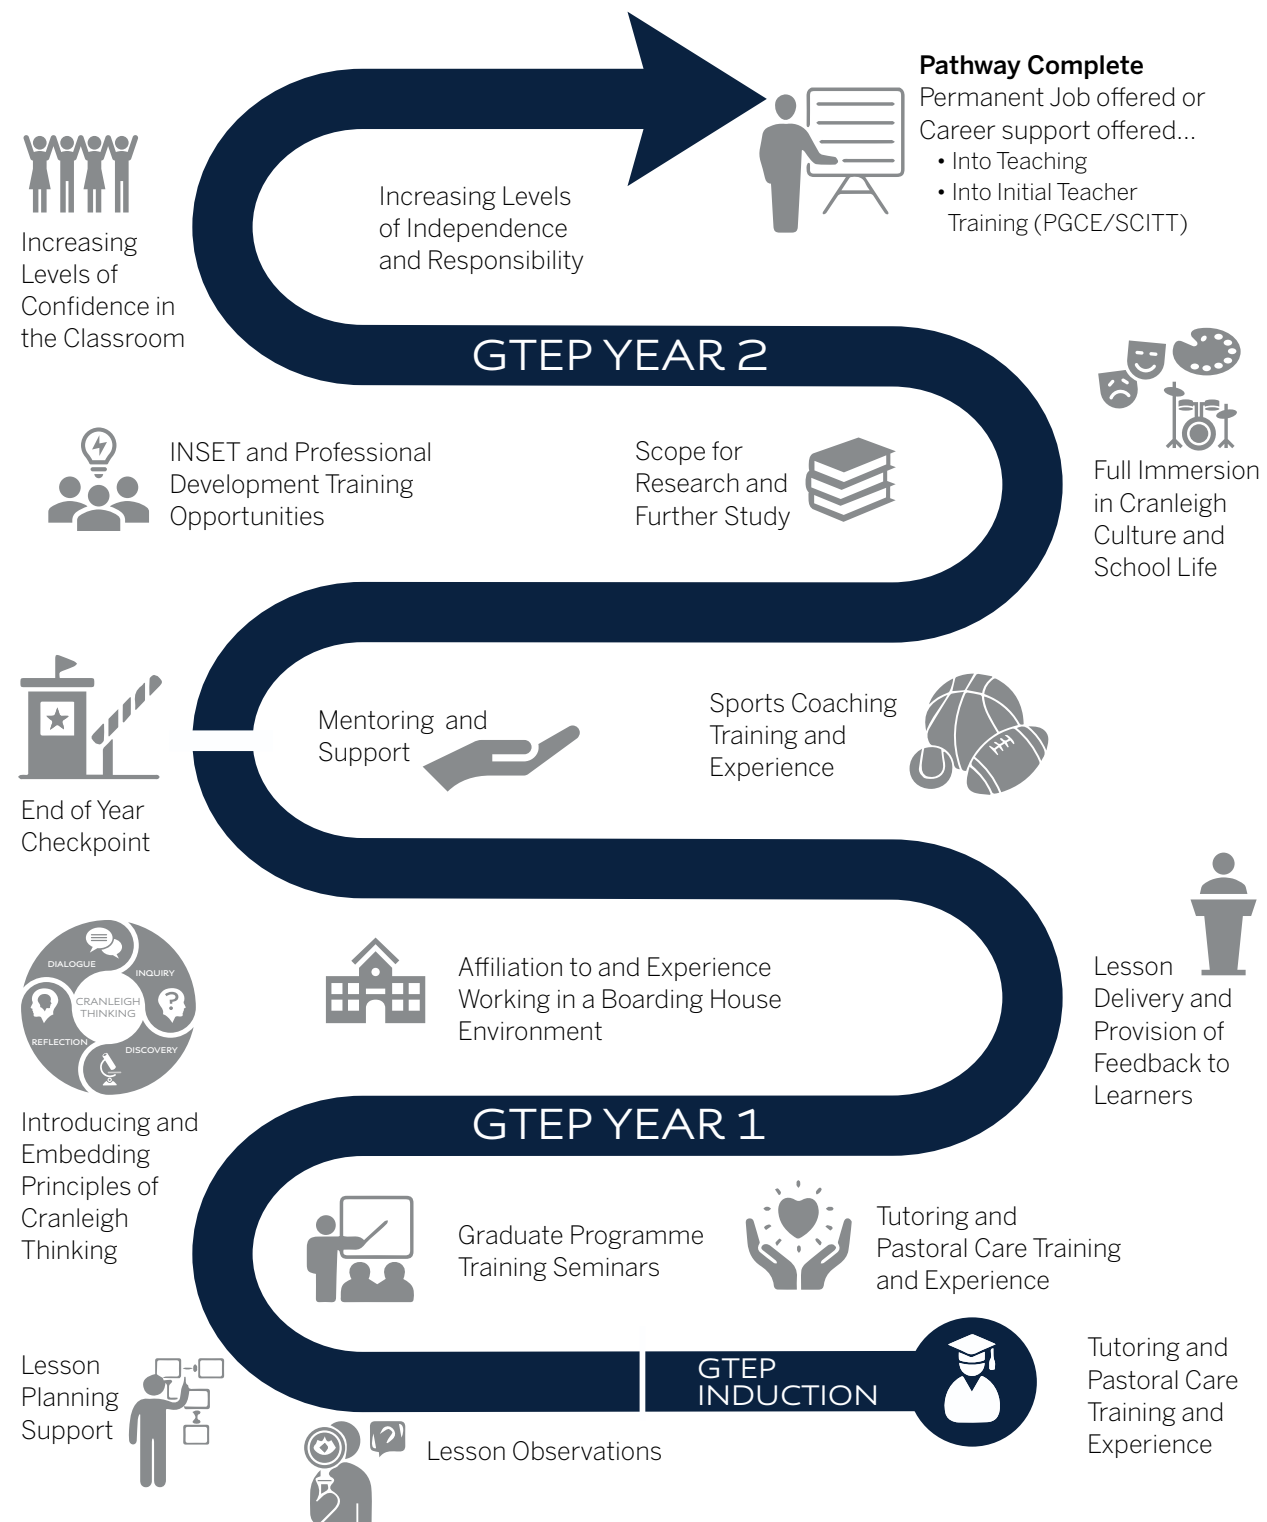 Pathway Complete
Permanent Job offered or
Career support offered...
• Into Teaching
• Into Initial Teacher
Training (PGCE/SCITT)
Increasing Levels
of Independence
and Responsibility
Increasing
Levels of
Confidence in
the Classroom
GTEP YEAR 2
INSET and Professional
Development Training
Opportunities
Scope for
Research and
Further Study
Full Immersion
in Cranleigh
Culture and
School Life
Mentoring and
Support
Sports Coaching
Training and
Experience
End of Year
Checkpoint
DIALOGUE
INQUIRY
CRANLEIGH
THINKING
REFLECTION
DISCOVERY
Affiliation to and Experience
Working in a Boarding House
Environment
Lesson
Delivery and
Provision of
Feedback to
Learners
Introducing and
Embedding
Principles of
Cranleigh
Thinking
GTEP YEAR 1
Graduate Programme
Training Seminars
Tutoring and
Pastoral Care Training
and Experience
Lesson
Planning
Support
GTEP
INDUCTION
Tutoring and
Pastoral Care
Training and
Experience
?
?
Lesson Observations